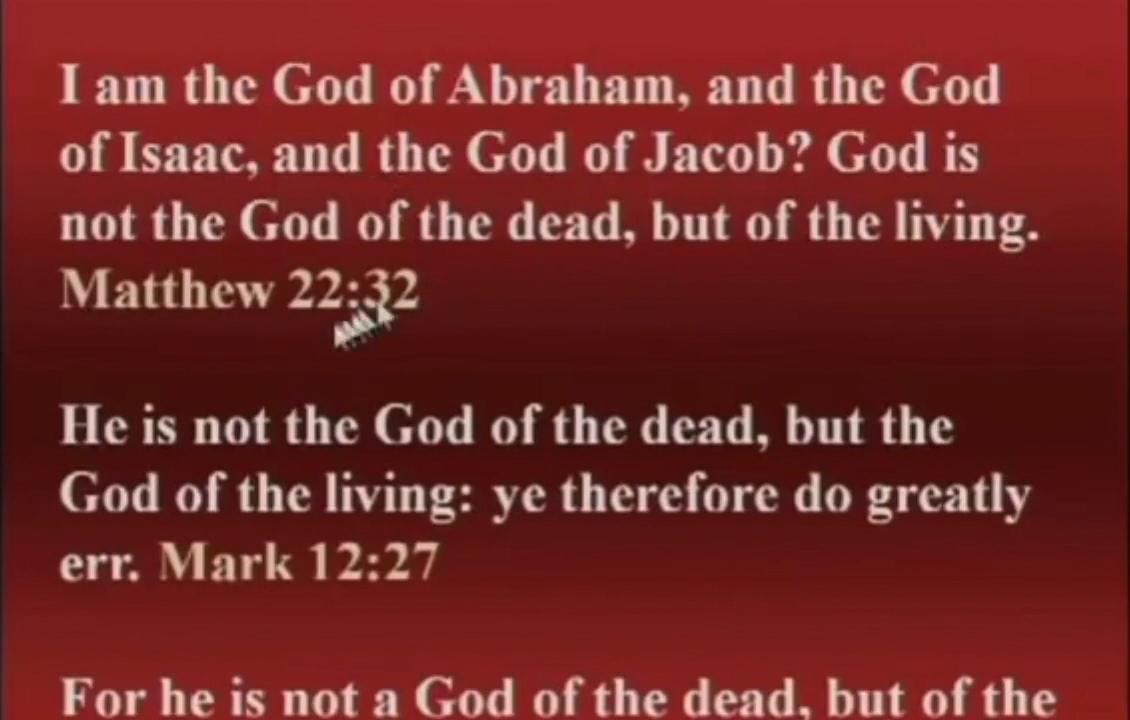 I am the God of Abraham, and the God
of Isaac, and the God of Jacob? God is
not the God of the dead, but of the living.
Matthew 22:32
He is not the God of the dead, but the
God of the living: ye therefore do greatly
err. Mark 12:27
For he is not a God of the dead, but of the